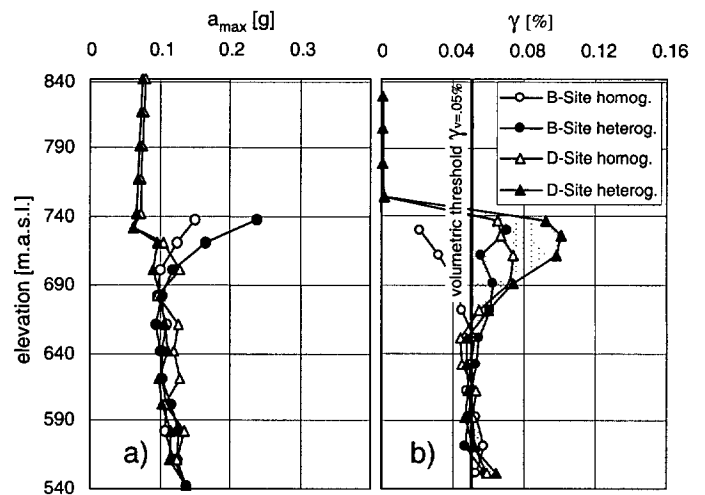 a_max [g]
γ [%]
0 0.1 0.2 0.3
0 0.04 0.08 0.12 0.16
840
790
740
690
640
590
540
elevation [m.a.s.l.]
volumetric threshold γv=.05%
B-Site homog.
B-Site heterog.
D-Site homog.
D-Site heterog.
a)
b)